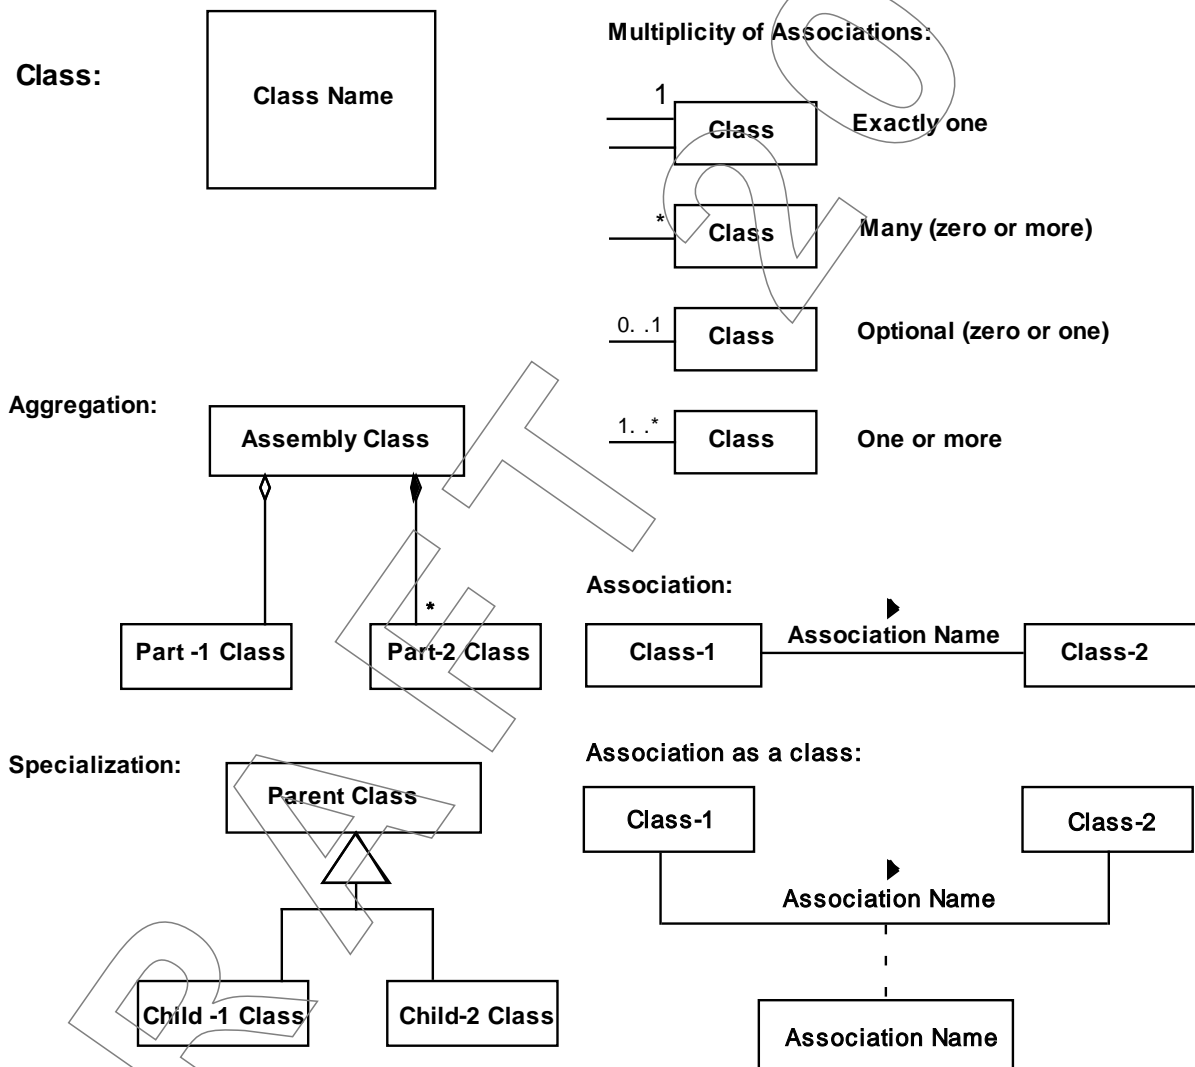 Class:
Class Name
Multiplicity of Associations:
1
Class
Exactly one
*
Class
Many (zero or more)
0. .1
Class
Optional (zero or one)
1. .*
Class
One or more
Aggregation:
Assembly Class
*
Part -1 Class
Part-2 Class
Association:
Class-1
Association Name
Class-2
Specialization:
Parent Class
Child -1 Class
Child-2 Class
Association as a class:
Class-1
Class-2
Association Name
Association Name